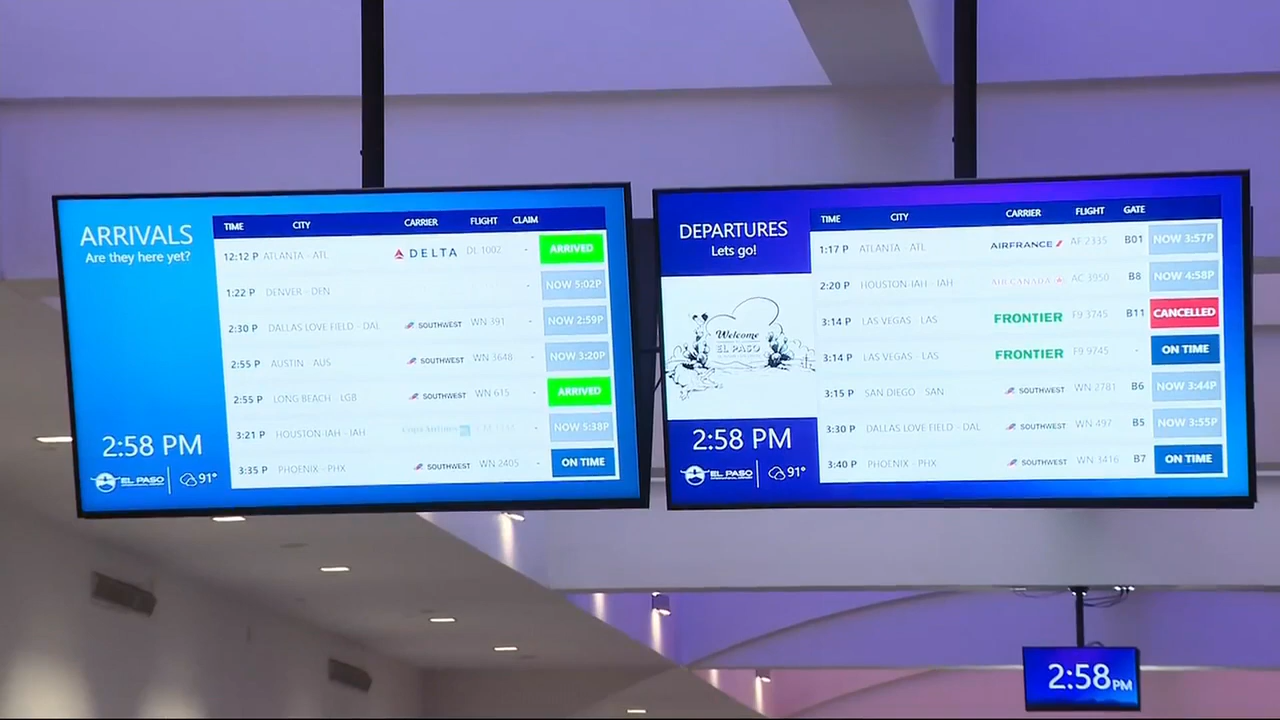 ARRIVALS
Are they here yet?
TIME CITY CARRIER FLIGHT CLAIM
12:12 P ATLANTA - ATL DELTA DL 1002 - ARRIVED
1:22 P DENVER - DEN - NOW 5:02P
2:30 P DALLAS LOVE FIELD - DAL SOUTHWEST WN 391 - NOW 2:59P
2:55 P AUSTIN - AUS SOUTHWEST WN 3648 - NOW 3:20P
2:55 P LONG BEACH - LGB SOUTHWEST WN 615 - ARRIVED
3:21 P HOUSTON-IAH - IAH CopaAirlines - NOW 5:38P
3:35 P PHOENIX - PHX SOUTHWEST WN 2405 - ON TIME
2:58 PM
EL PASO
91°
DEPARTURES
Lets go!
TIME CITY CARRIER FLIGHT GATE
1:17 P ATLANTA - ATL AIRFRANCE AF 2335 B01 NOW 3:57P
2:20 P HOUSTON-IAH - IAH AIR CANADA AC 3950 B8 NOW 4:58P
3:14 P LAS VEGAS - LAS FRONTIER F9 3745 B11 CANCELLED
3:14 P LAS VEGAS - LAS FRONTIER F9 9745 - ON TIME
3:15 P SAN DIEGO - SAN SOUTHWEST WN 2781 B6 NOW 3:44P
3:30 P DALLAS LOVE FIELD - DAL SOUTHWEST WN 497 B5 NOW 3:55P
3:40 P PHOENIX - PHX SOUTHWEST WN 3416 B7 ON TIME
Welcome
EL PASO
2:58 PM
EL PASO
91°
2:58 PM